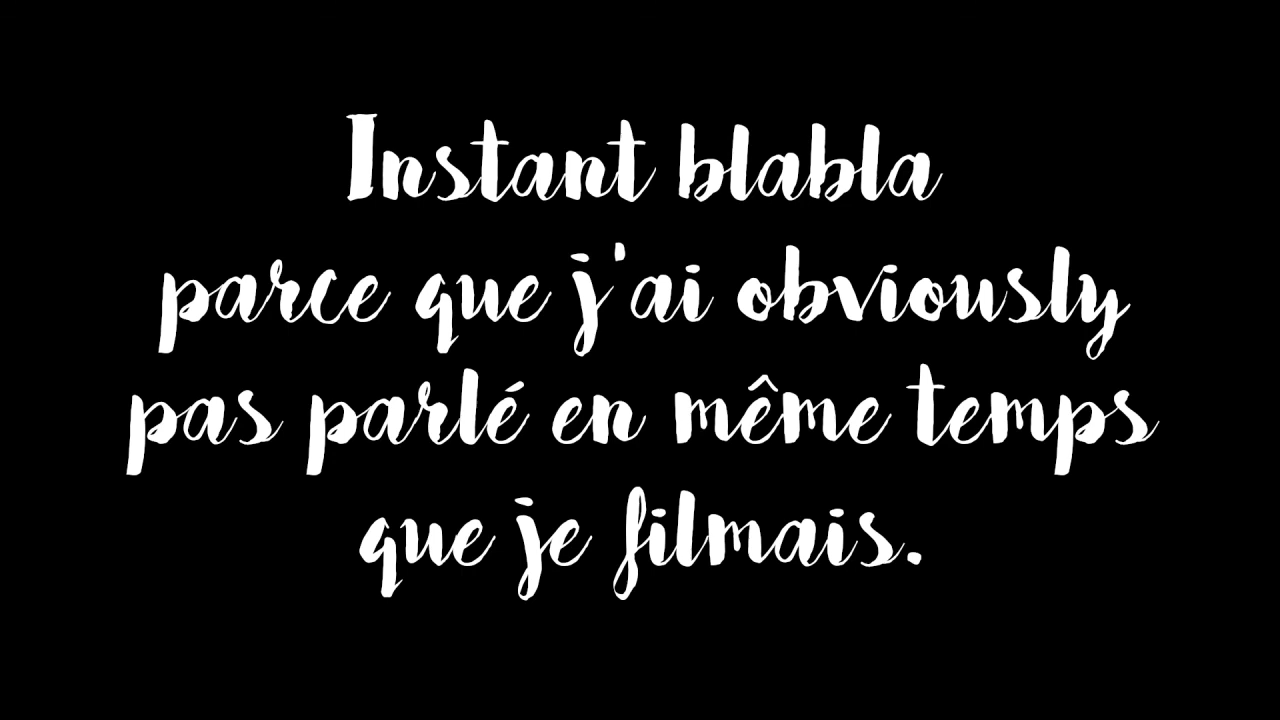 Instant blabla
parce que j'ai obviously
pas parlé en même temps
que je filmais.